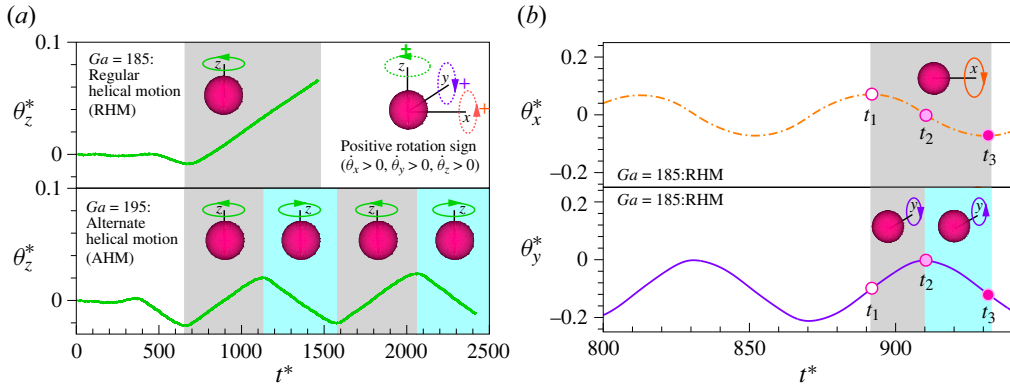 (a)
0.1
Ga = 185:
Regular
helical motion
(RHM)
z
+
z
y
+
x
+
θ*z
0
Positive rotation sign
(θ̇x > 0, θ̇y > 0, θ̇z > 0)
0.1
Ga = 195:
Alternate
helical motion
(AHM)
z
z
z
z
θ*z
0
0
500
1000
1500
2000
2500
t*
(b)
0.2
x
θ*x
0
t1
t2
t3
−0.2
Ga = 185:RHM
0.2
Ga = 185:RHM
y
y
θ*y
0
t1
t2
t3
−0.2
800
850
900
t*